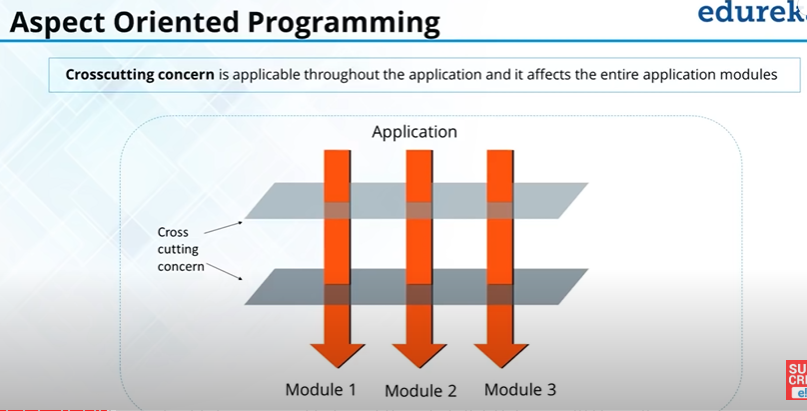 Aspect Oriented Programming
edurek
Crosscutting concern is applicable throughout the application and it affects the entire application modules
Application
Cross
cutting
concern
Module 1 Module 2 Module 3
SU
CR
e